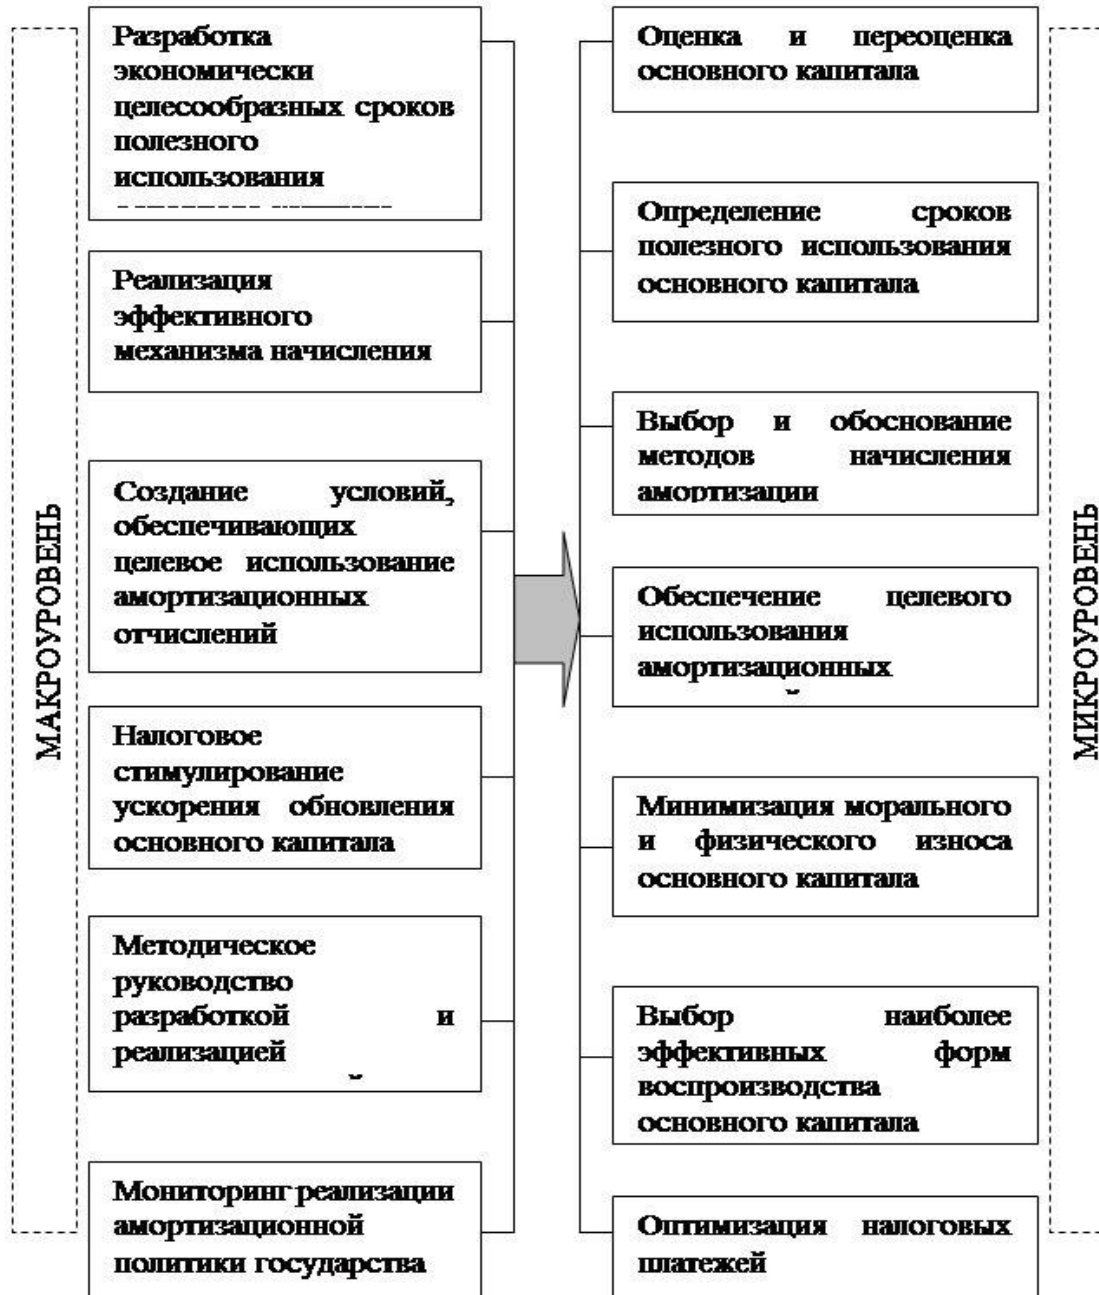 МАКРОУРОВЕНЬ
Разработка
экономически
целесообразных сроков
полезного
использования
Реализация
эффективного
механизма начисления
Создание условий,
обеспечивающих
целевое использование
амортизационных
отчислений
Налоговое
стимулирование
ускорения обновления
основного капитала
Методическое
руководство
разработкой и
реализацией
Мониторинг реализации
амортизационной
политики государства
Оценка и переоценка
основного капитала
Определение сроков
полезного использования
основного капитала
Выбор и обоснование
методов начисления
амортизации
Обеспечение целевого
использования
амортизационных
Минимизация морального
и физического износа
основного капитала
Выбор наиболее
эффективных форм
воспроизводства
основного капитала
Оптимизация налоговых
платежей
МИКРОУРОВЕНЬ